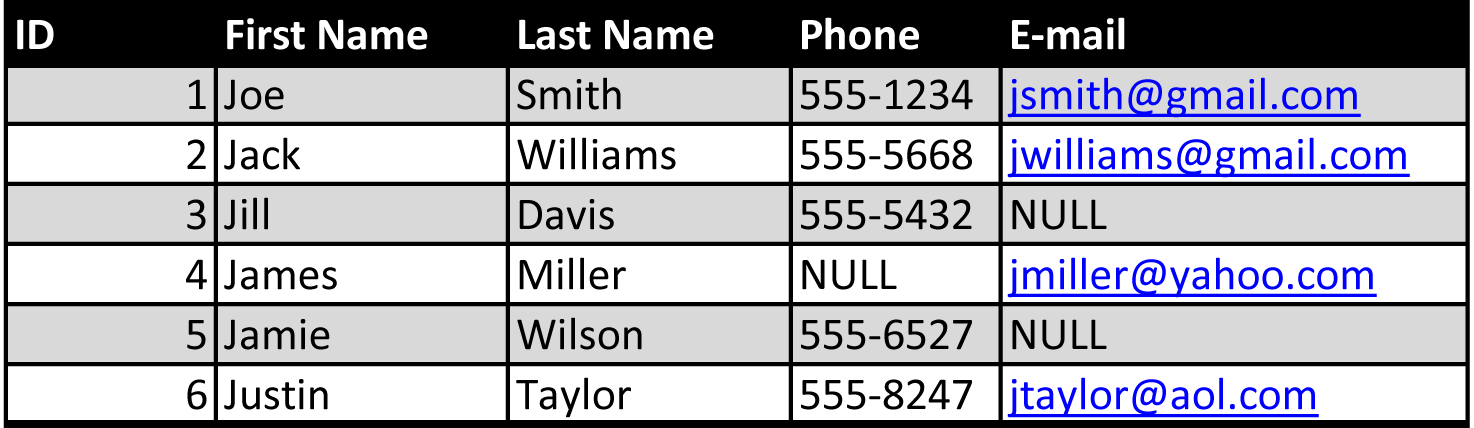 ID First Name Last Name Phone E-mail
1 Joe Smith 555-1234 jsmith@gmail.com
2 Jack Williams 555-5668 jwilliams@gmail.com
3 Jill Davis 555-5432 NULL
4 James Miller NULL jmiller@yahoo.com
5 Jamie Wilson 555-6527 NULL
6 Justin Taylor 555-8247 jtaylor@aol.com